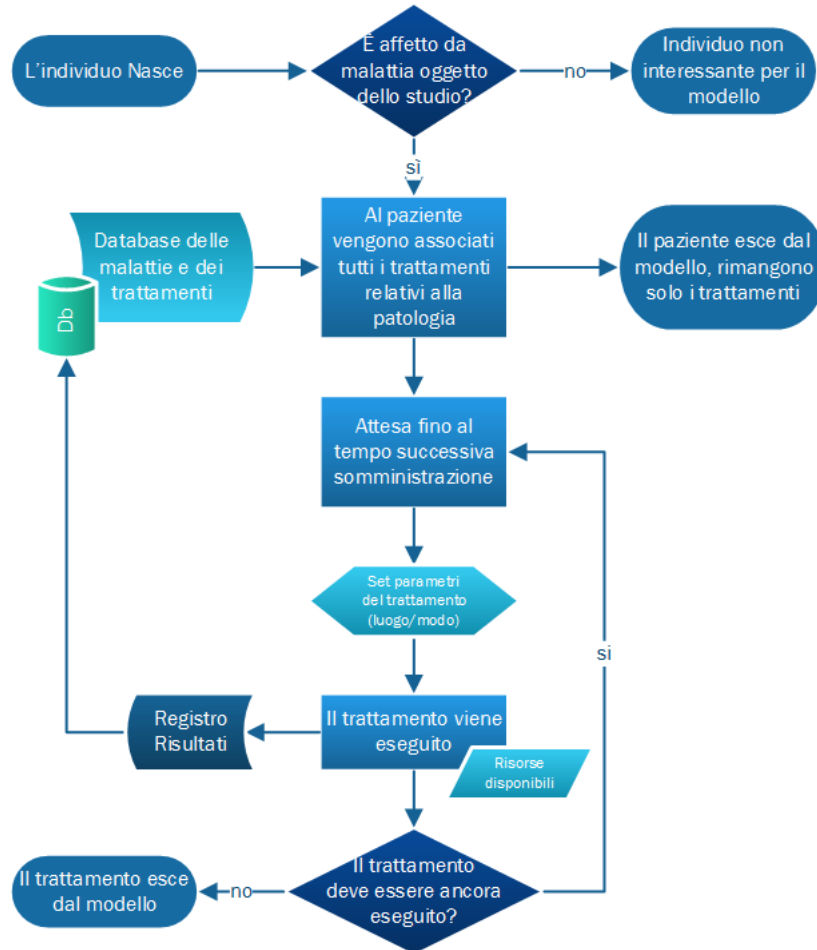 È affetto da
malattia oggetto
dello studio?
L'individuo Nasce
Individuo non
interessante per il
modello
no
sì
Al paziente
vengono associati
tutti i trattamenti
relativi alla
patologia
Database delle
malattie e dei
trattamenti
Db
Il paziente esce dal
modello, rimangono
solo i trattamenti
Attesa fino al
tempo successiva
somministrazione
Set parametri
del trattamento
(luogo/modo)
si
Il trattamento viene
eseguito
Registro
Risultati
Risorse
disponibili
Il trattamento
deve essere ancora
eseguito?
no
Il trattamento esce
dal modello